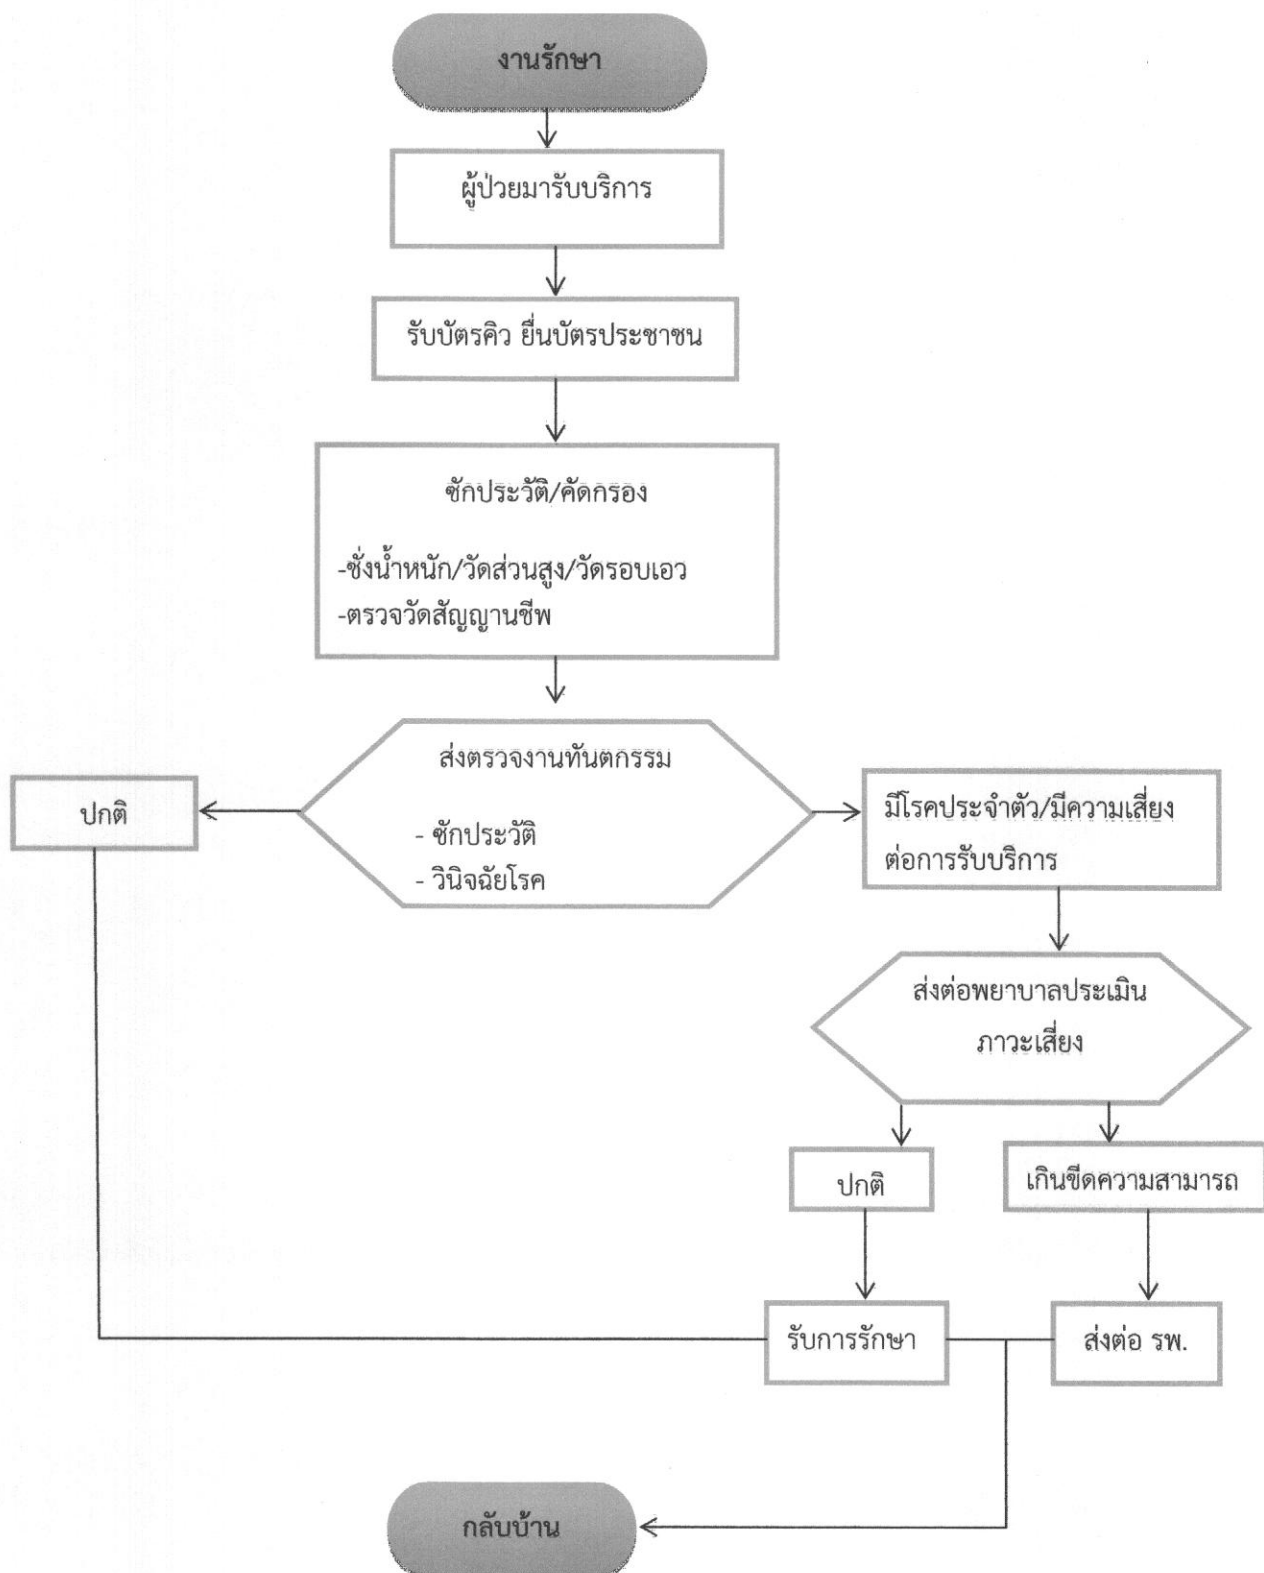 งานรักษา
ผู้ป่วยมารับบริการ
รับบัตรคิว ยื่นบัตรประชาชน
ซักประวัติ/คัดกรอง
-ชั่งน้ำหนัก/วัดส่วนสูง/วัดรอบเอว
-ตรวจวัดสัญญานชีพ
ส่งตรวจงานทันตกรรม
- ซักประวัติ
- วินิจฉัยโรค
ปกติ
มีโรคประจำตัว/มีความเสี่ยง
ต่อการรับบริการ
ส่งต่อพยาบาลประเมิน
ภาวะเสี่ยง
ปกติ
เกินขีดความสามารถ
รับการรักษา
ส่งต่อ รพ.
กลับบ้าน